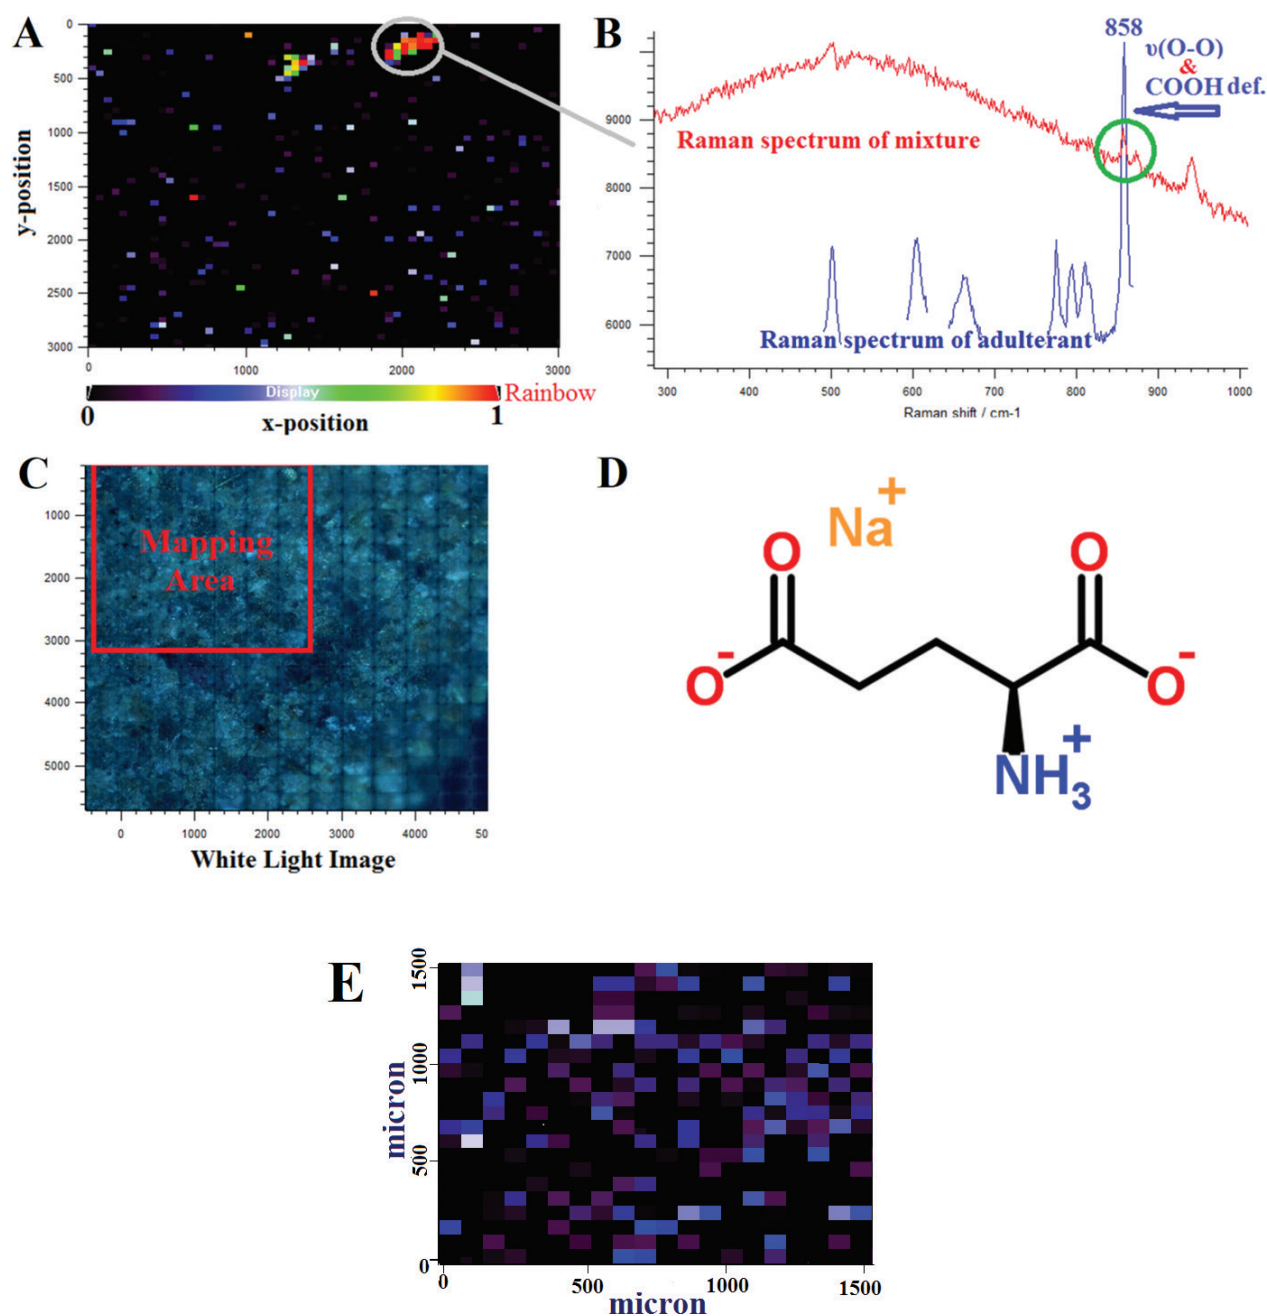 A
0
500
1000
1500
2000
2500
3000
y-position
0
1000
2000
3000
Display
Rainbow
0
1
x-position
B
858
υ(O-O)
&
COOH def.
9000
8000
7000
6000
Raman spectrum of mixture
Raman spectrum of adulterant
300
400
500
600
700
800
900
1000
Raman shift / cm-1
C
1000
2000
3000
4000
5000
Mapping
Area
0
1000
2000
3000
4000
50
White Light Image
D
Na+
O
O
O-
O-
NH3+
E
1500
1000
500
0
micron
0
500
1000
1500
micron